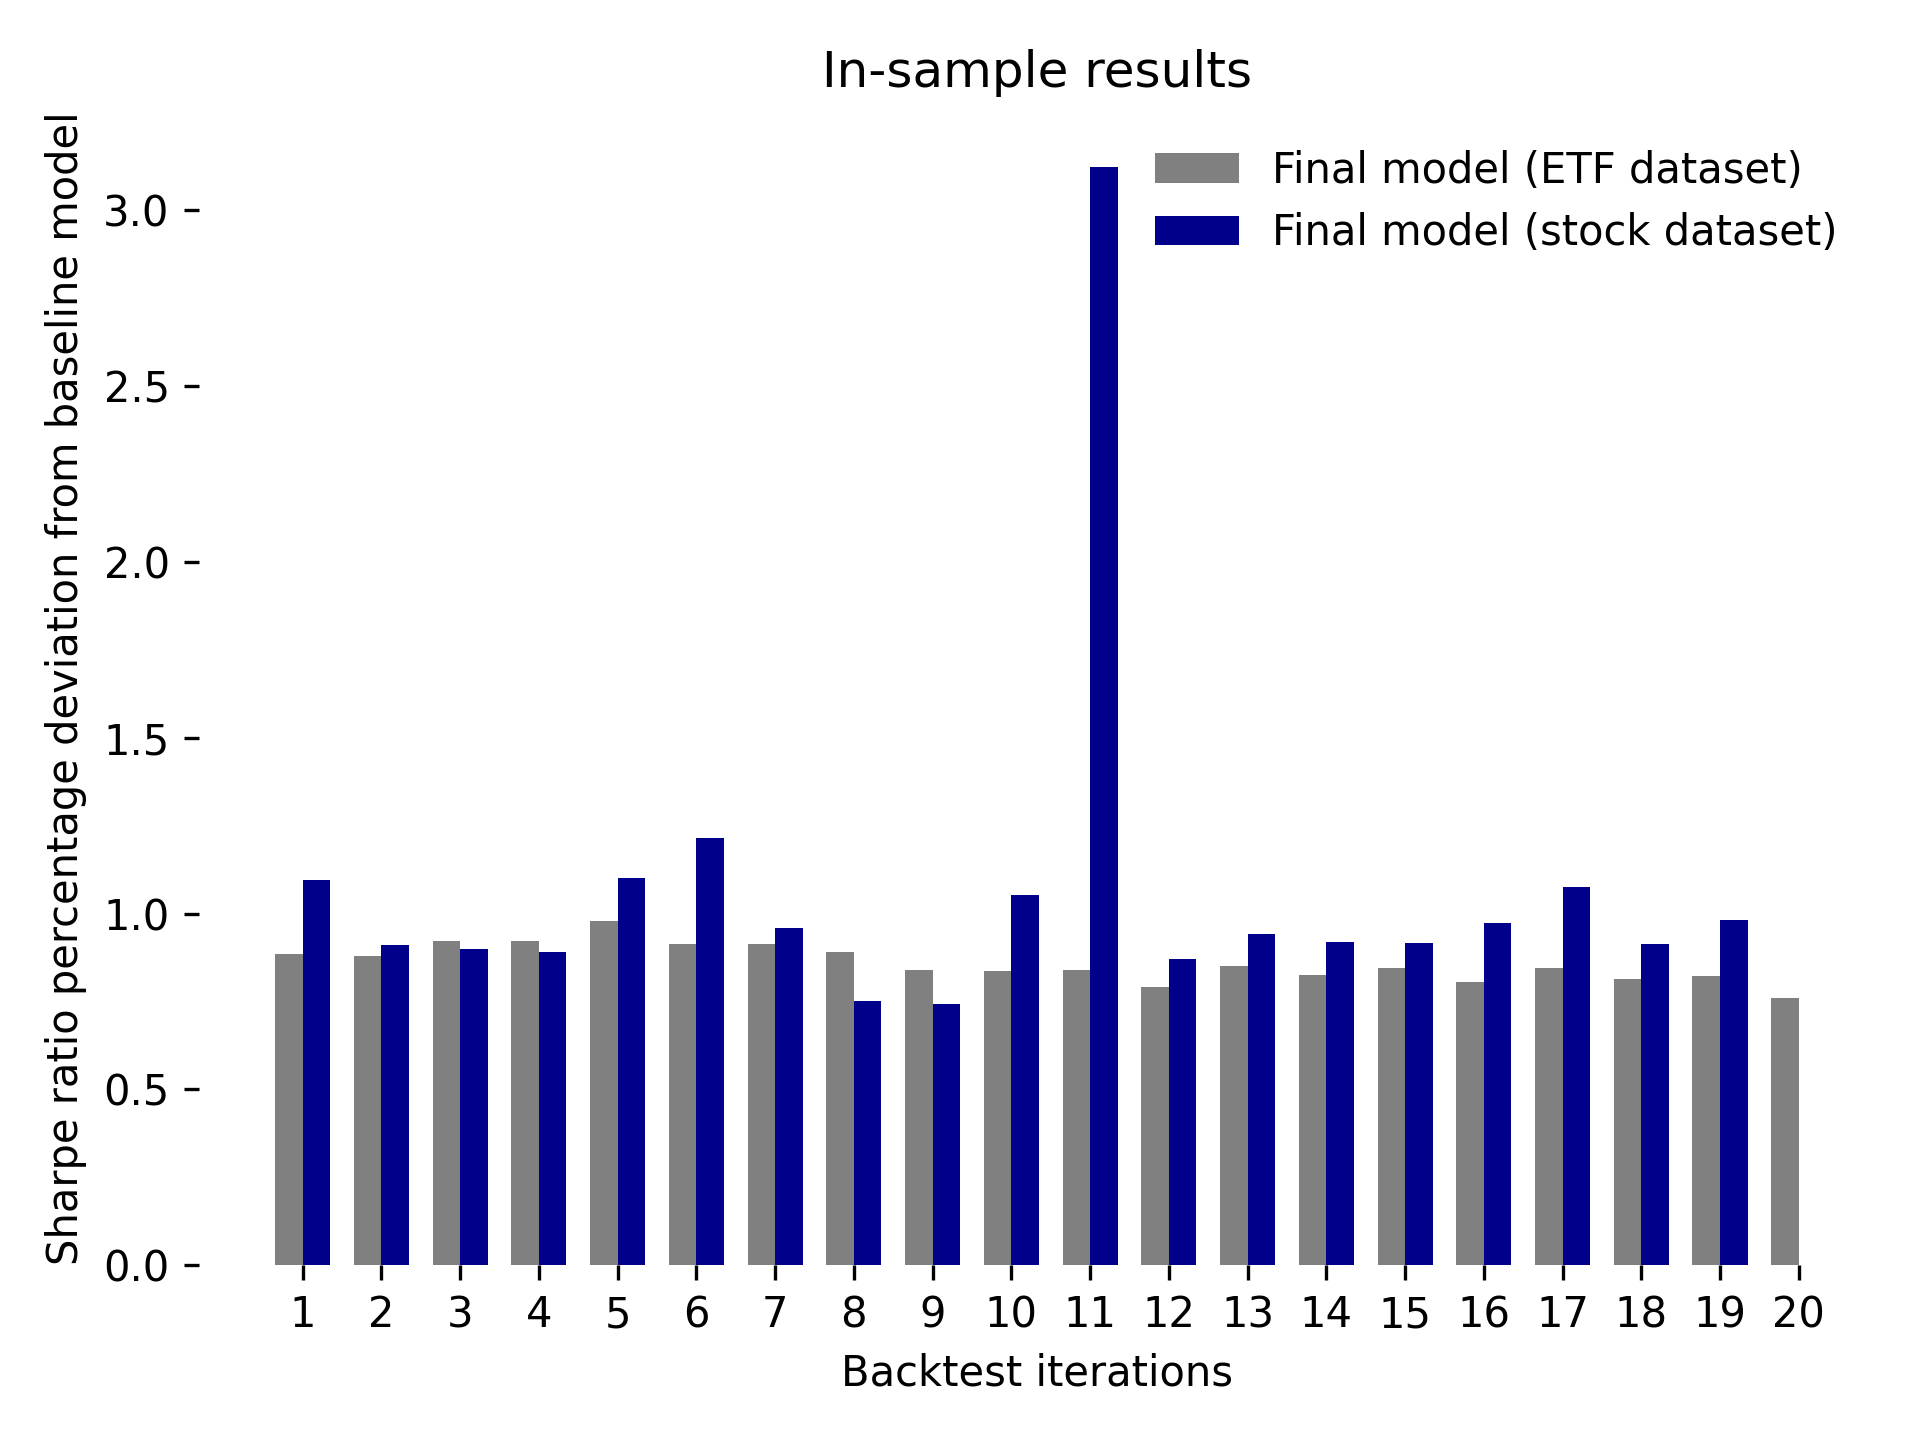 In-sample results
Final model (ETF dataset)
Final model (stock dataset)
Sharpe ratio percentage deviation from baseline model
3.0
2.5
2.0
1.5
1.0
0.5
0.0
1 2 3 4 5 6 7 8 9 10 11 12 13 14 15 16 17 18 19 20
Backtest iterations